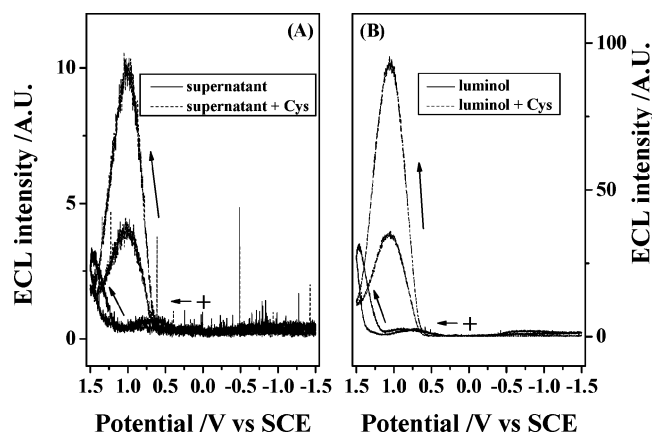 (A)
supernatant
supernatant + Cys
ECL intensity /A.U.
10
5
0
1.5 1.0 0.5 0.0 -0.5 -1.0 -1.5
Potential /V vs SCE
(B)
luminol
luminol + Cys
100
50
0
ECL intensity /A.U.
1.5 1.0 0.5 0.0 -0.5 -1.0 -1.5
Potential /V vs SCE